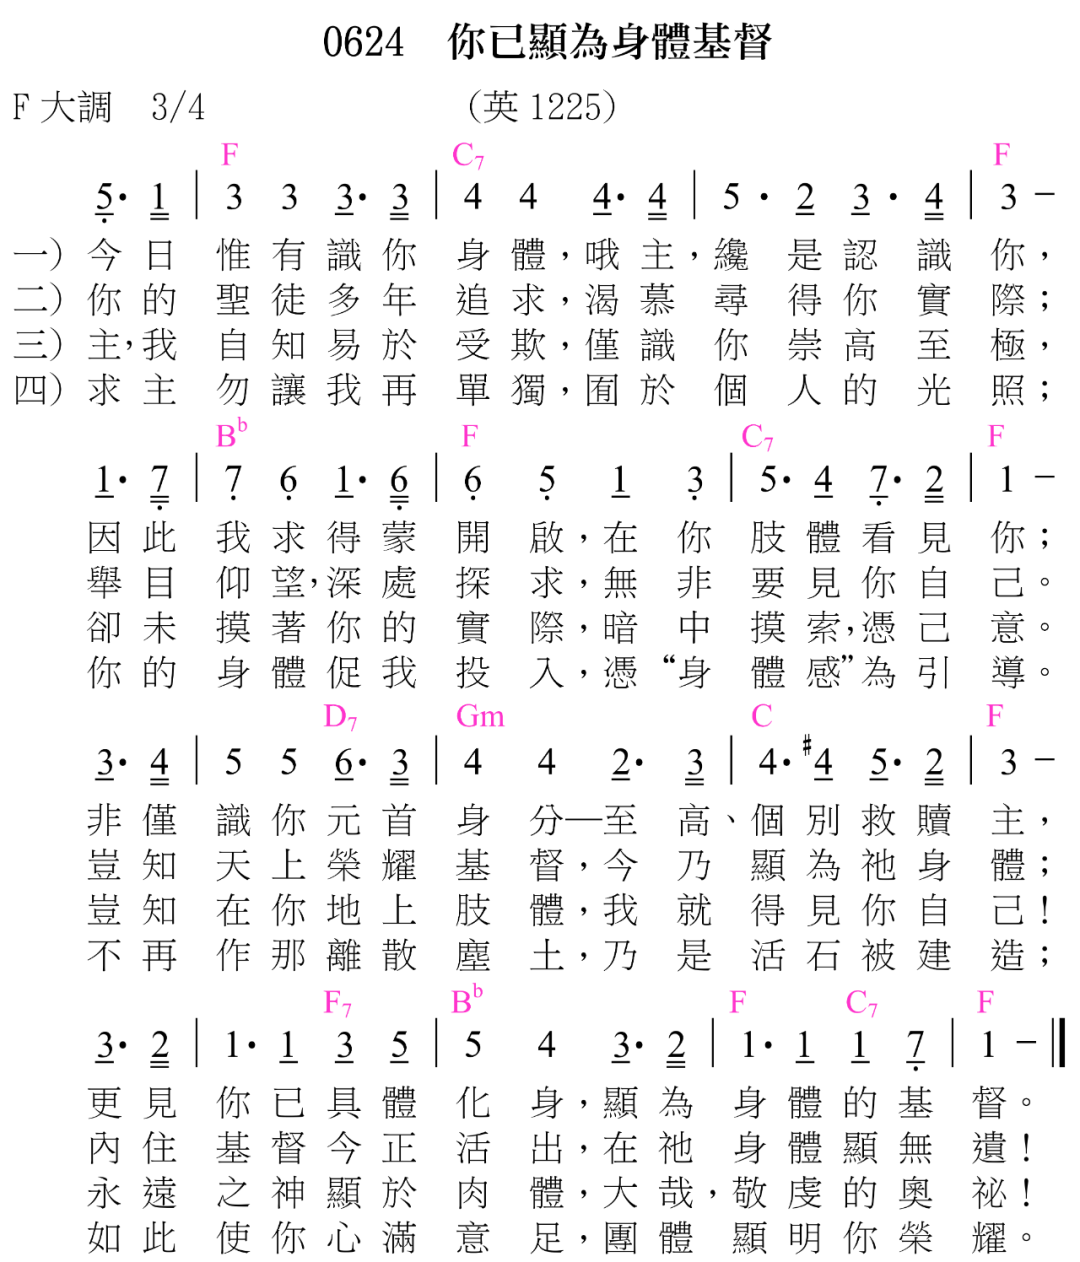 0624 你已顯為身體基督
F 大調 3/4 (英 1225)
F C7 F
5· 1 | 3 3 3· 3 | 4 4 4· 4 | 5 · 2 3 · 4 | 3 –
一) 今日惟有識你身體,哦主,纔是認識你,
二) 你的聖徒多年追求,渴慕尋得你實際;
三) 主,我自知易於受欺,僅識你崇高至極,
四) 求主勿讓我再單獨,囿於個人的光照;
Bb F C7 F
1· 7 | 7 6 1· 6 | 6 5 1 3 | 5· 4 7· 2 | 1 –
因此我求得蒙開啟,在你肢體看見你;
舉目仰望,深處探求,無非要見你自己。
卻未摸著你的實際,暗中摸索,憑己意。
你的身體促我投入,憑“身體感”為引導。
D7 Gm C F
3· 4 | 5 5 6· 3 | 4 4 2· 3 | 4· #4 5· 2 | 3 –
非僅識你元首身分—至高、個別救贖主,
豈知天上榮耀基督,今乃顯為祂身體;
豈知在你地上肢體,我就得見你自己!
不再作那離散塵土,乃是活石被建造;
F7 Bb F C7 F
3· 2 | 1· 1 3 5 | 5 4 3· 2 | 1· 1 1 7 | 1 – ‖
更見你已具體化身,顯為身體的基督。
內住基督今正活出,在祂身體顯無遺!
永遠之神顯於肉體,大哉,敬虔的奧祕!
如此使你心滿意足,團體顯明你榮耀。